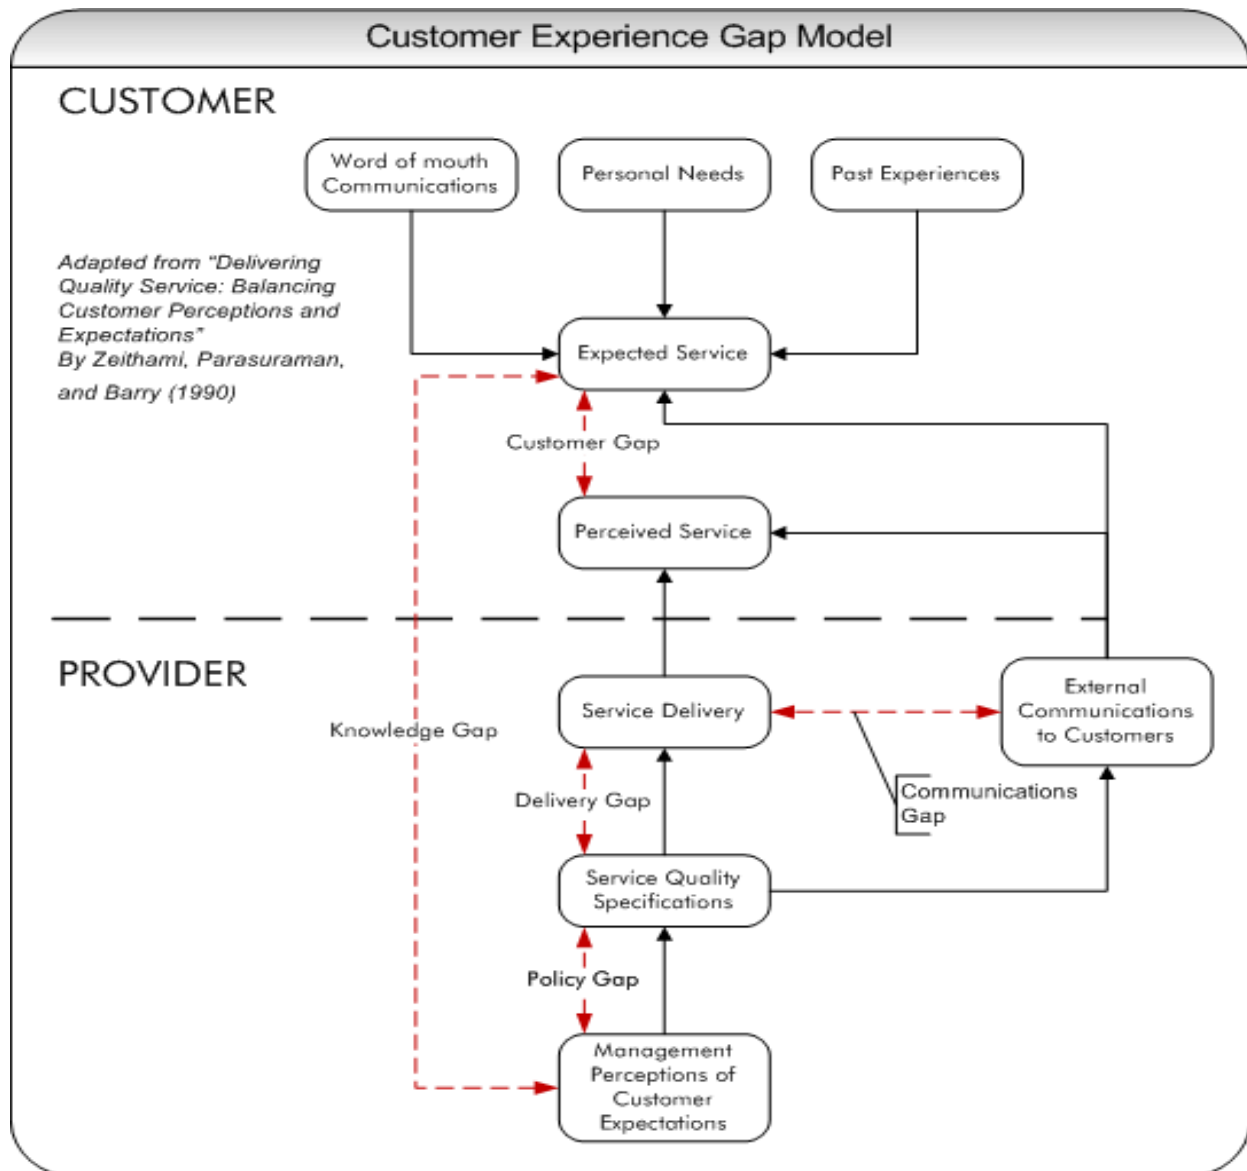 Customer Experience Gap Model
CUSTOMER
Word of mouth
Communications
Personal Needs
Past Experiences
Adapted from “Delivering
Quality Service: Balancing
Customer Perceptions and
Expectations”
By Zeithami, Parasuraman,
and Barry (1990)
Expected Service
Customer Gap
Perceived Service
PROVIDER
Service Delivery
External
Communications
to Customers
Knowledge Gap
Delivery Gap
Communications
Gap
Service Quality
Specifications
Policy Gap
Management
Perceptions of
Customer
Expectations